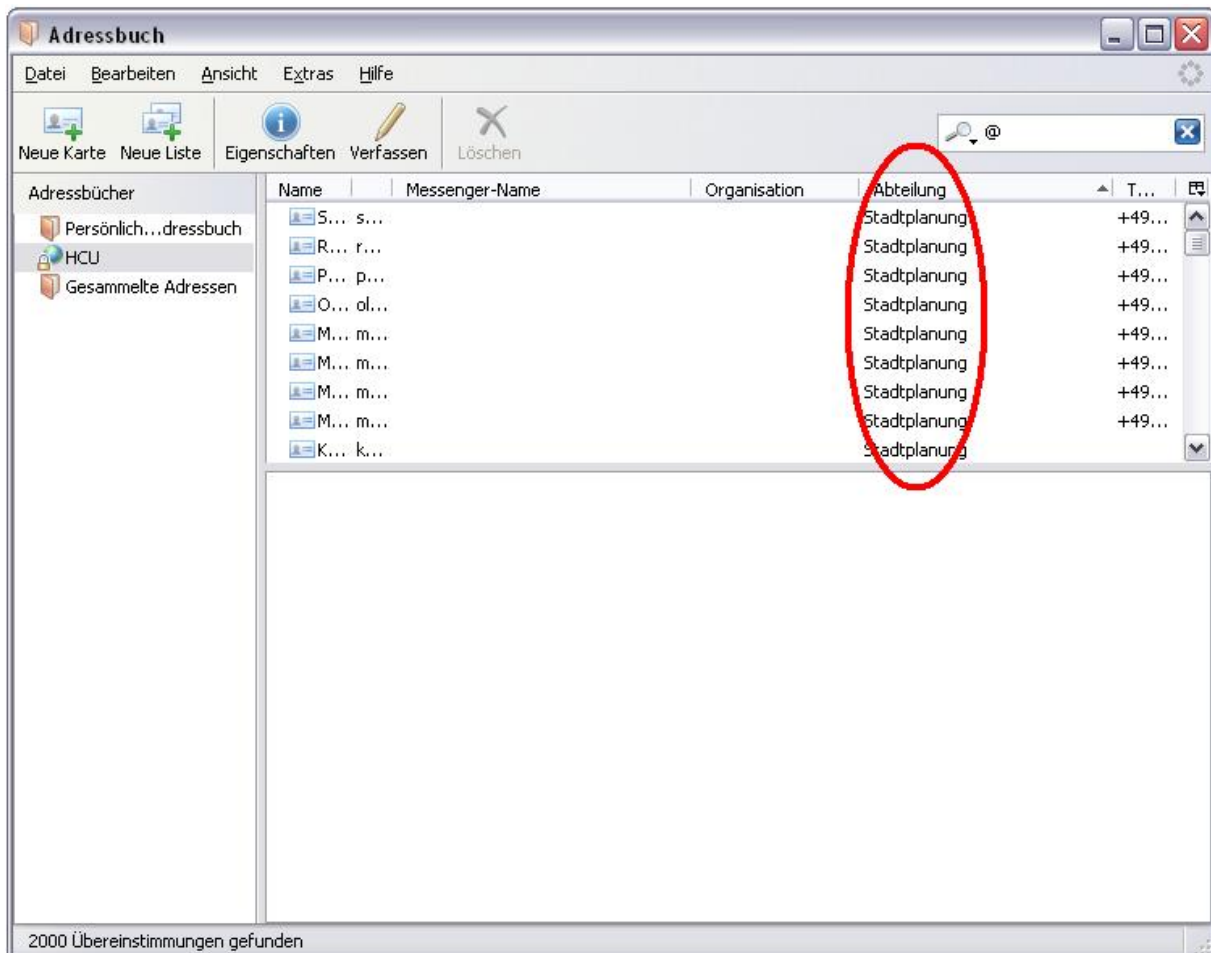 Adressbuch
Datei Bearbeiten Ansicht Extras Hilfe
Neue Karte Neue Liste Eigenschaften Verfassen Löschen
@
Adressbücher
Persönlich...dressbuch
HCU
Gesammelte Adressen
Name Messenger-Name Organisation Abteilung T...
S... s... Stadtplanung +49...
R... r... Stadtplanung +49...
P... p... Stadtplanung +49...
O... ol... Stadtplanung +49...
M... m... Stadtplanung +49...
M... m... Stadtplanung +49...
M... m... Stadtplanung +49...
M... m... Stadtplanung +49...
K... k... Stadtplanung
2000 Übereinstimmungen gefunden